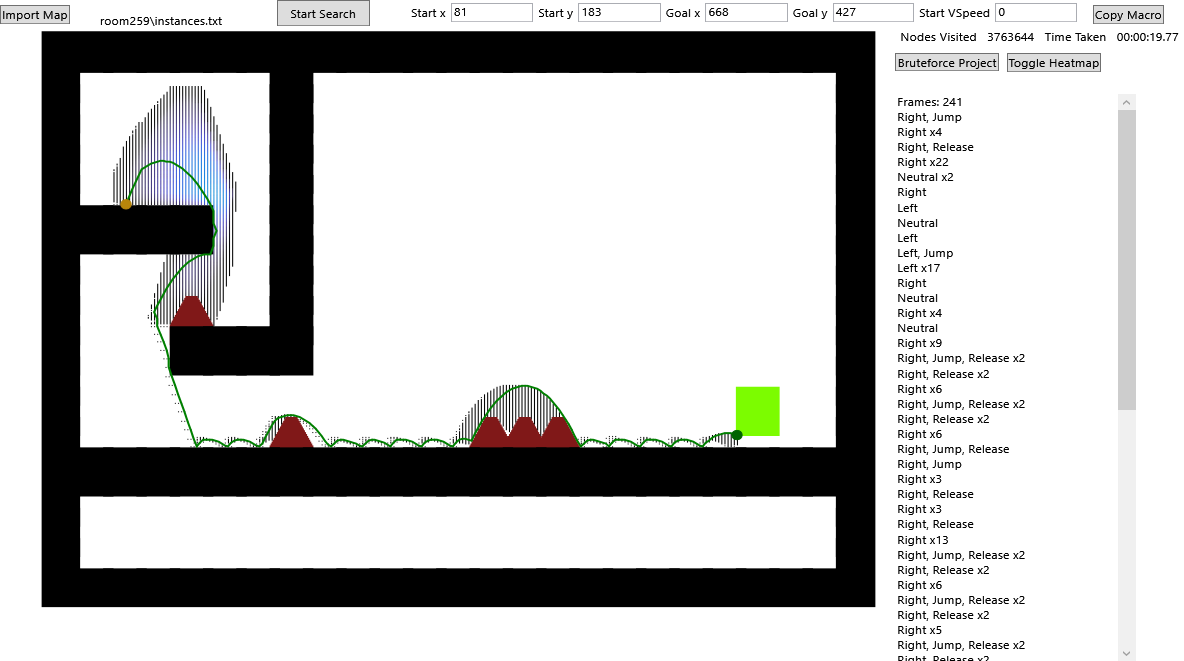 Import Map
room259\instances.txt
Start Search
Start x 81 Start y 183 Goal x 668 Goal y 427 Start VSpeed 0
Copy Macro
Nodes Visited 3763644 Time Taken 00:00:19.77
Bruteforce Project Toggle Heatmap
Frames: 241
Right, Jump
Right x4
Right, Release
Right x22
Neutral x2
Right
Left
Neutral
Left
Left, Jump
Left x17
Right
Neutral
Right x4
Neutral
Right x9
Right, Jump, Release x2
Right, Release x2
Right x6
Right, Jump, Release x2
Right, Release x2
Right x6
Right, Jump, Release
Right, Jump
Right x3
Right, Release
Right x3
Right, Release
Right x13
Right, Jump, Release x2
Right, Release x2
Right x6
Right, Jump, Release x2
Right, Release x2
Right x5
Right, Jump, Release x2
Right, Release x2